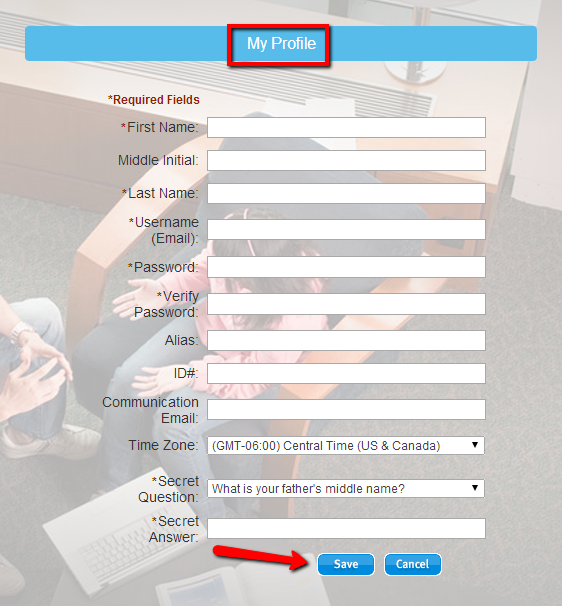 My Profile
*Required Fields
*First Name:
Middle Initial:
*Last Name:
*Username
(Email):
*Password:
*Verify
Password:
Alias:
ID#:
Communication
Email:
Time Zone: (GMT-06:00) Central Time (US & Canada)
*Secret
Question: What is your father's middle name?
*Secret
Answer:
Save Cancel